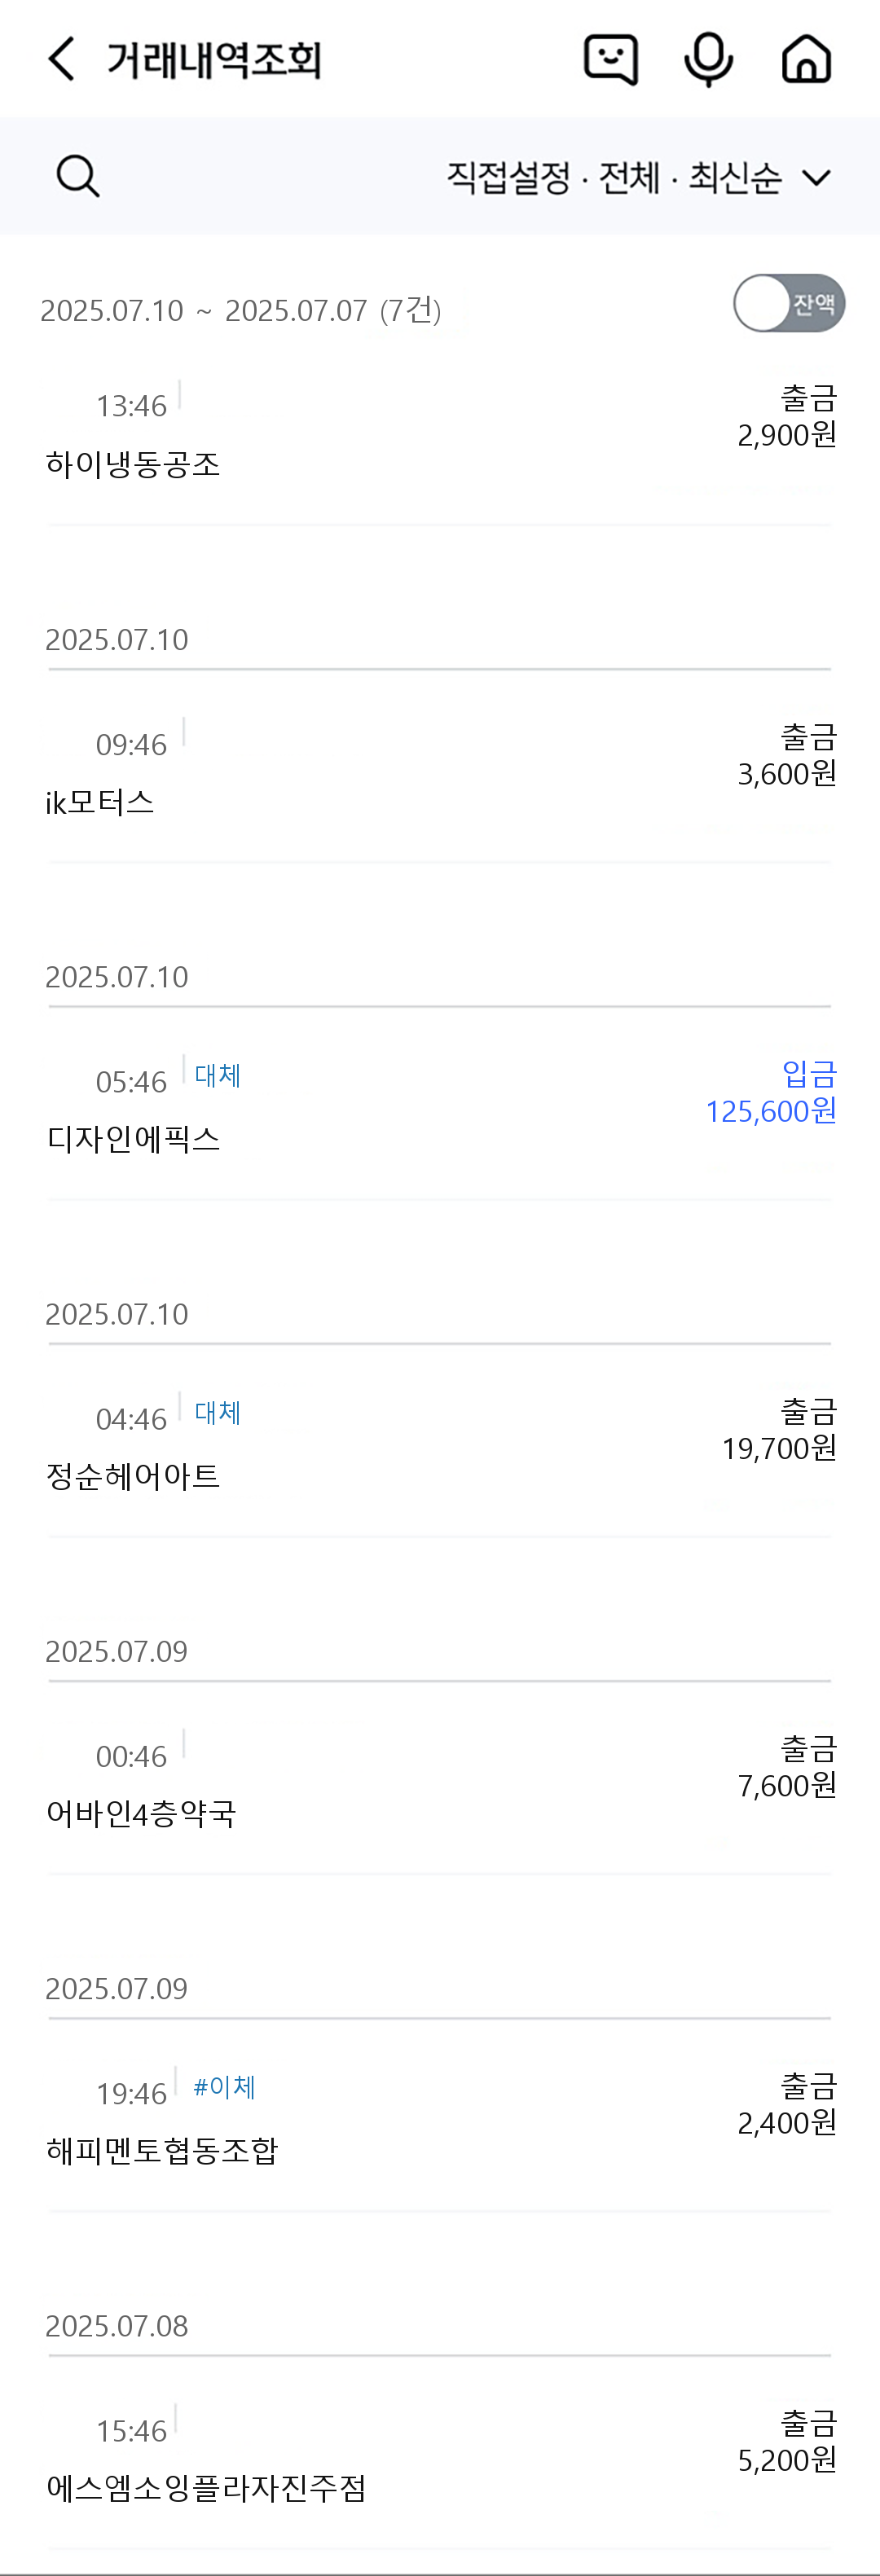 거래내역조회
직접설정 · 전체 · 최신순
2025.07.10 ~ 2025.07.07 (7건)
잔액
13:46
출금
2,900원
하이냉동공조
2025.07.10
09:46
출금
3,600원
ik모터스
2025.07.10
05:46 대체
입금
125,600원
디자인에픽스
2025.07.10
04:46 대체
출금
19,700원
정순헤어아트
2025.07.09
00:46
출금
7,600원
어바인4층약국
2025.07.09
19:46 #이체
출금
2,400원
해피멘토협동조합
2025.07.08
15:46
출금
5,200원
에스엠소잉플라자진주점